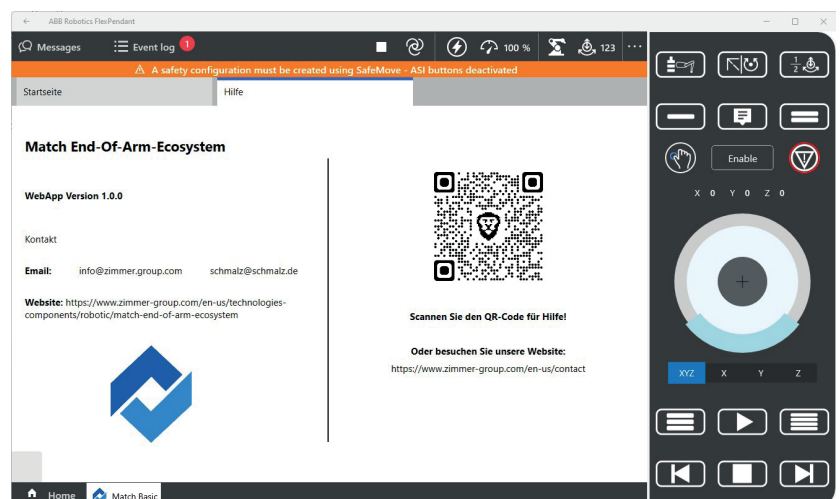 ABB Robotics FlexPendant
Messages
Event log
1
100 %
123
A safety configuration must be created using SafeMove - ASI buttons deactivated
Startseite
Hilfe
Match End-Of-Arm-Ecosystem
WebApp Version 1.0.0
Kontakt
Email: info@zimmer.group.com schmalz@schmalz.de
Website: https://www.zimmer-group.com/en-us/technologies-
components/robotic/match-end-of-arm-ecosystem
Scannen Sie den QR-Code für Hilfe!
Oder besuchen Sie unsere Website:
https://www.zimmer-group.com/en-us/contact
Home
Match Basic
1
2
Enable
X 0 Y 0 Z 0
XYZ X Y Z